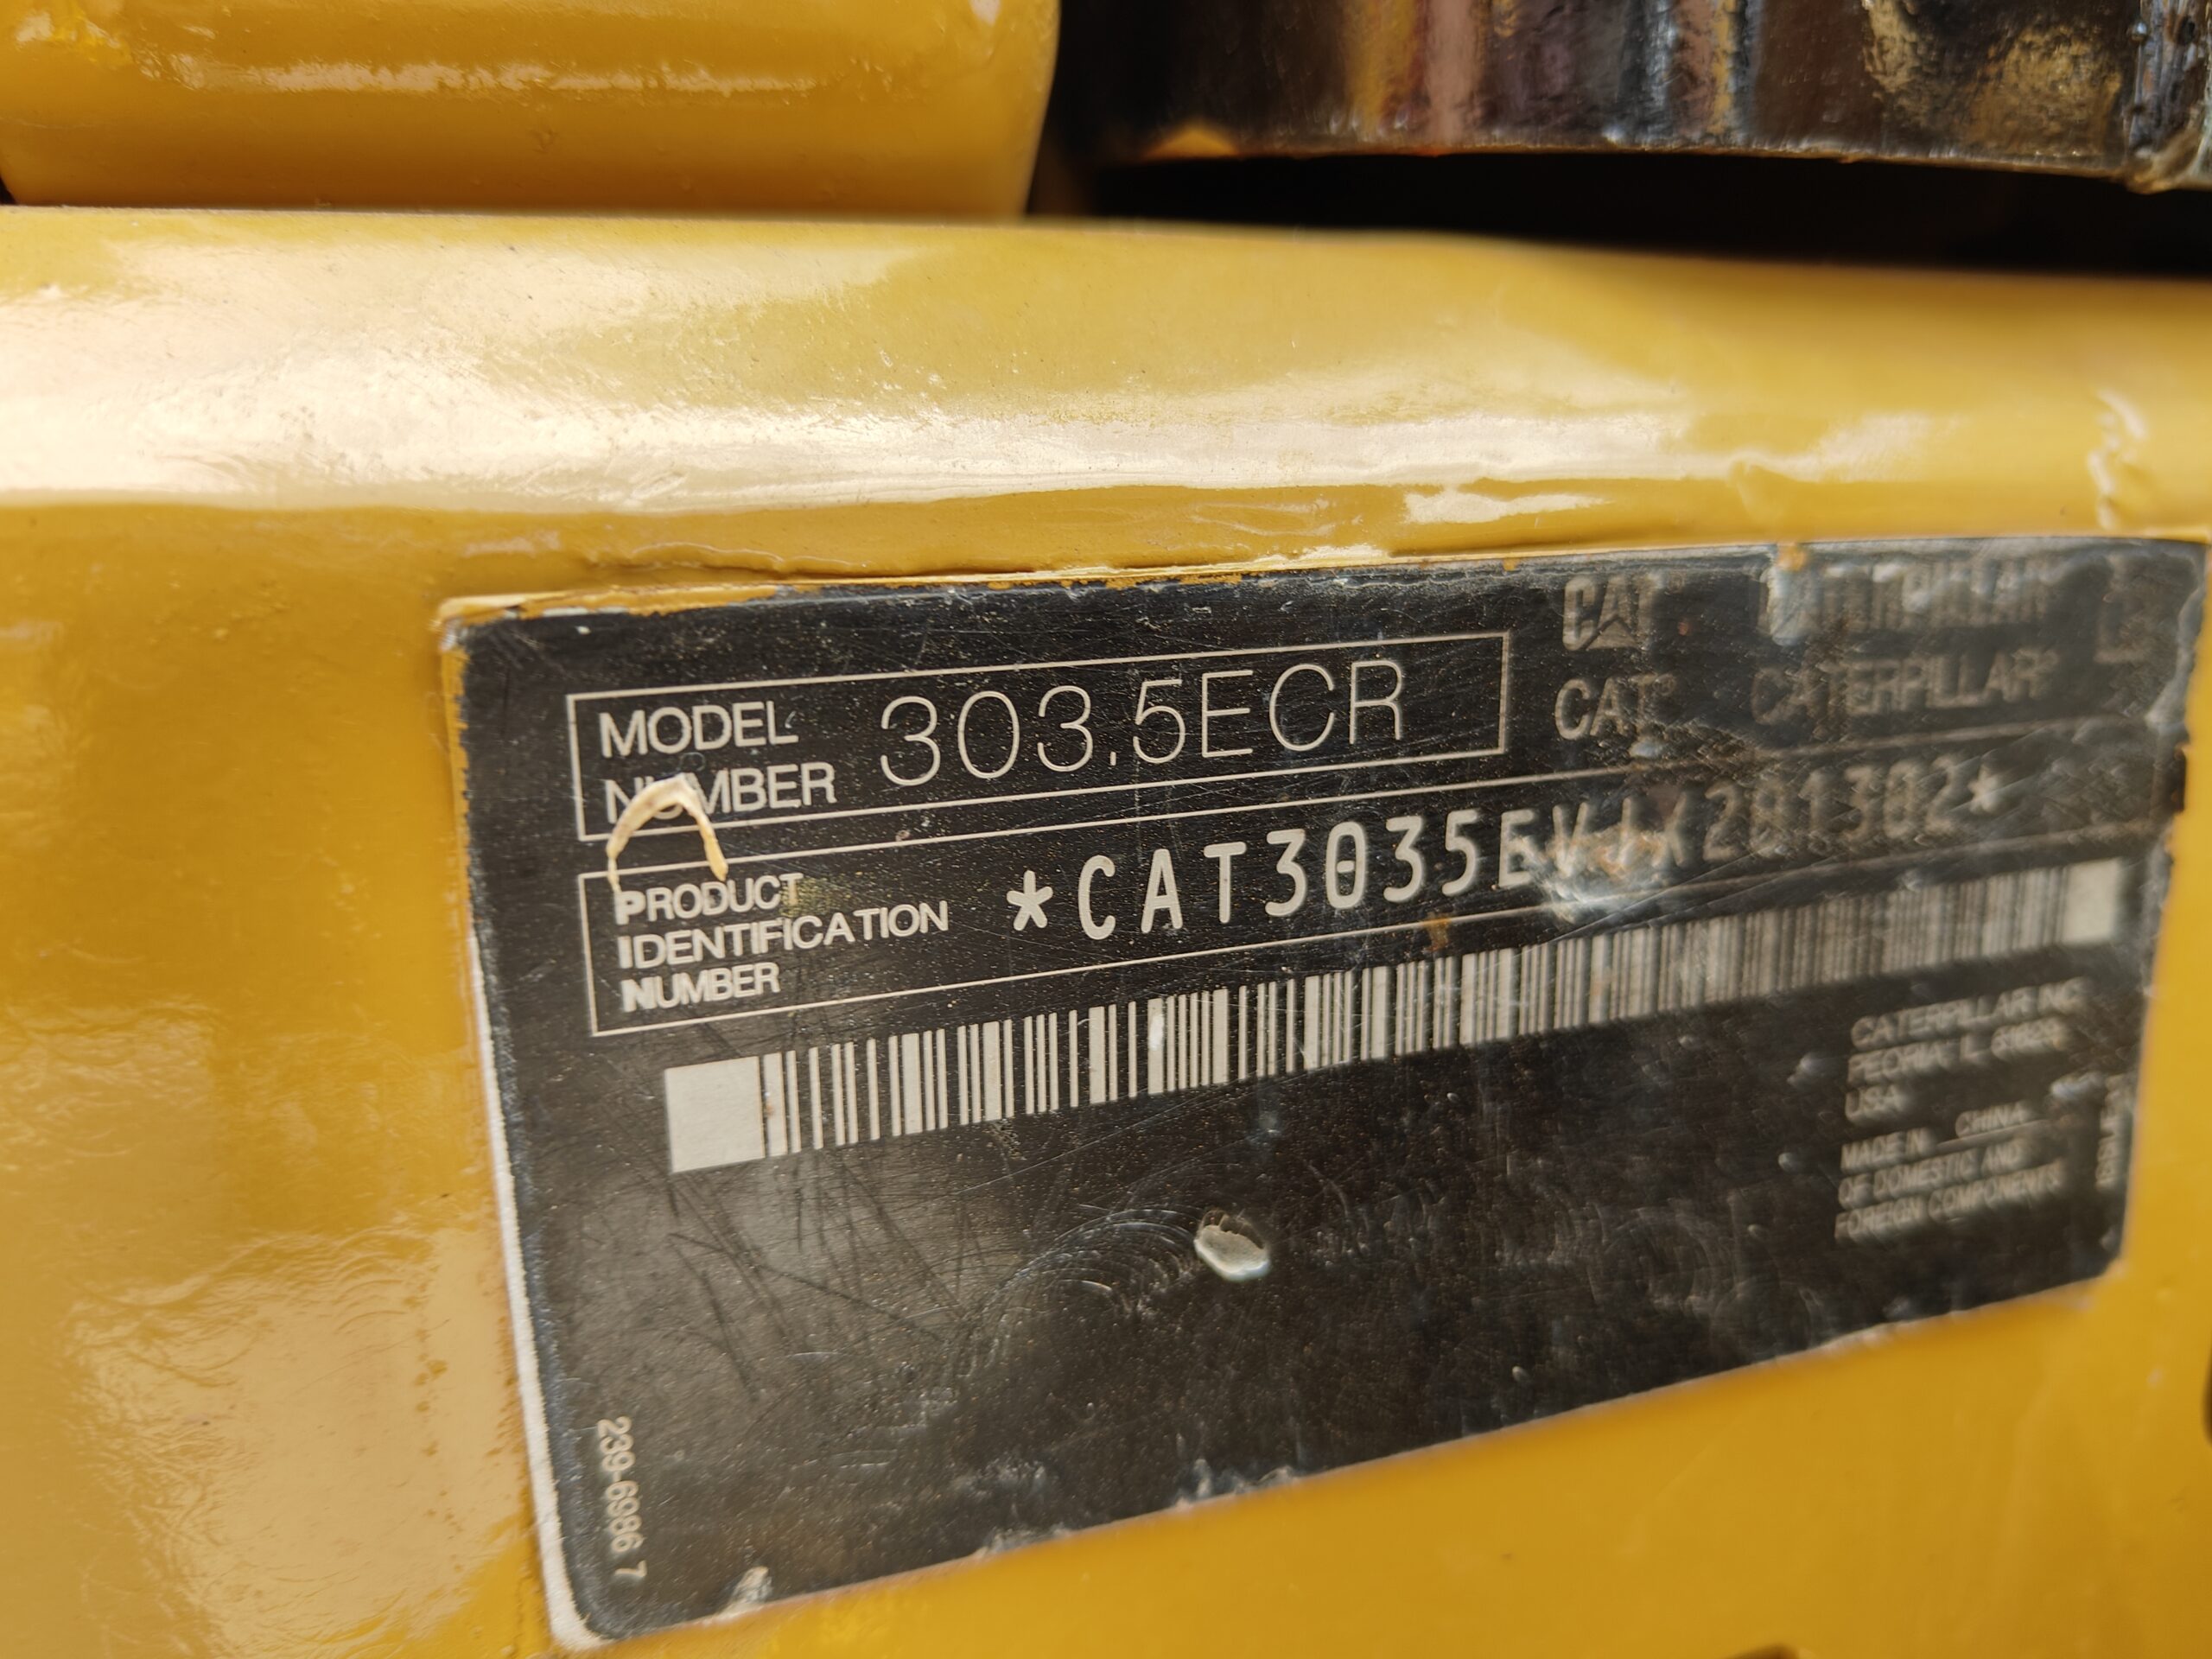 MODEL
NUMBER
303.5ECR
CAT CATERPILLAR
CAT® CATERPILLAR®
PRODUCT
IDENTIFICATION
NUMBER
CATERPILLAR INC.
PEORIA, IL 61629
USA
MADE IN CHINA
OF DOMESTIC AND
FOREIGN COMPONENTS
239-6986 7